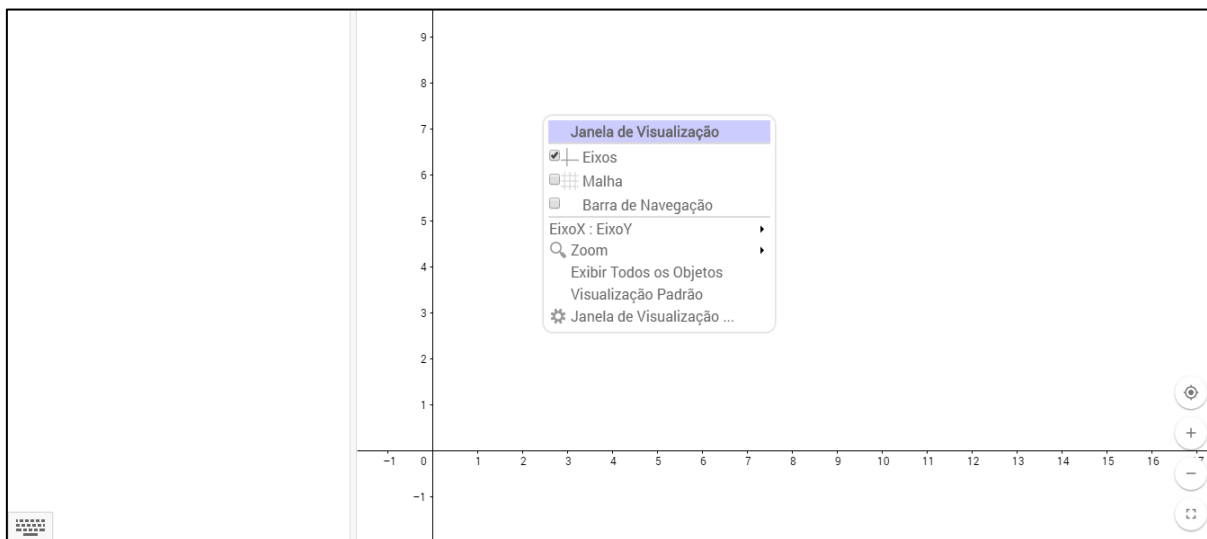 9
8
7
Janela de Visualização
Eixos
6
Malha
Barra de Navegação
5
EixoX : EixoY
Zoom
Exibir Todos os Objetos
4
Visualização Padrão
3
Janela de Visualização ...
2
1
−1 0 1 2 3 4 5 6 7 8 9 10 11 12 13 14 15 16 17
−1